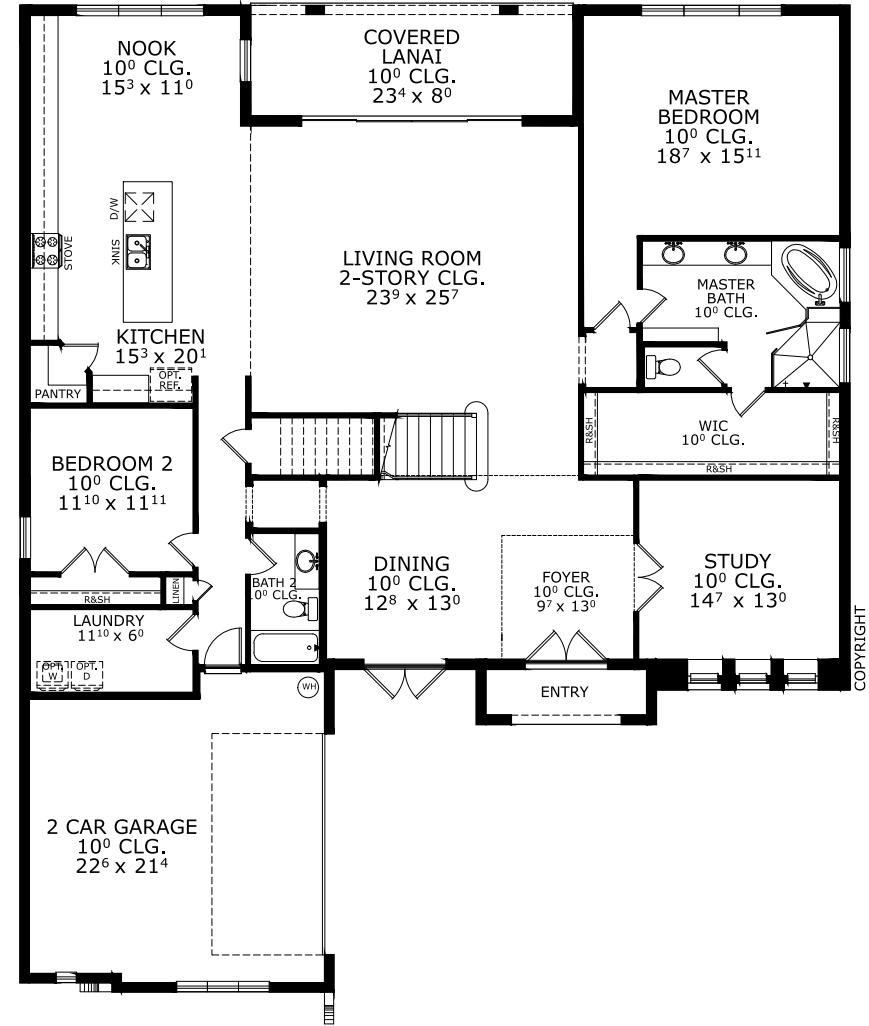 NOOK
10⁰ CLG.
15³ x 11⁰
COVERED
LANAI
10⁰ CLG.
23⁴ x 8⁰
MASTER
BEDROOM
10⁰ CLG.
18⁷ x 15¹¹
D/W
SINK
STOVE
LIVING ROOM
2-STORY CLG.
23⁹ x 25⁷
MASTER
BATH
10⁰ CLG.
KITCHEN
15³ x 20¹
OPT.
REF.
PANTRY
R&SH
WIC
10⁰ CLG.
R&SH
R&SH
BEDROOM 2
10⁰ CLG.
11¹⁰ x 11¹¹
R&SH
LINEN
BATH 2
10⁰ CLG.
DINING
10⁰ CLG.
12⁸ x 13⁰
FOYER
10⁰ CLG.
9⁷ x 13⁰
STUDY
10⁰ CLG.
14⁷ x 13⁰
LAUNDRY
11¹⁰ x 6⁰
OPT.
W
OPT.
D
WH
ENTRY
COPYRIGHT
2 CAR GARAGE
10⁰ CLG.
22⁶ x 21⁴